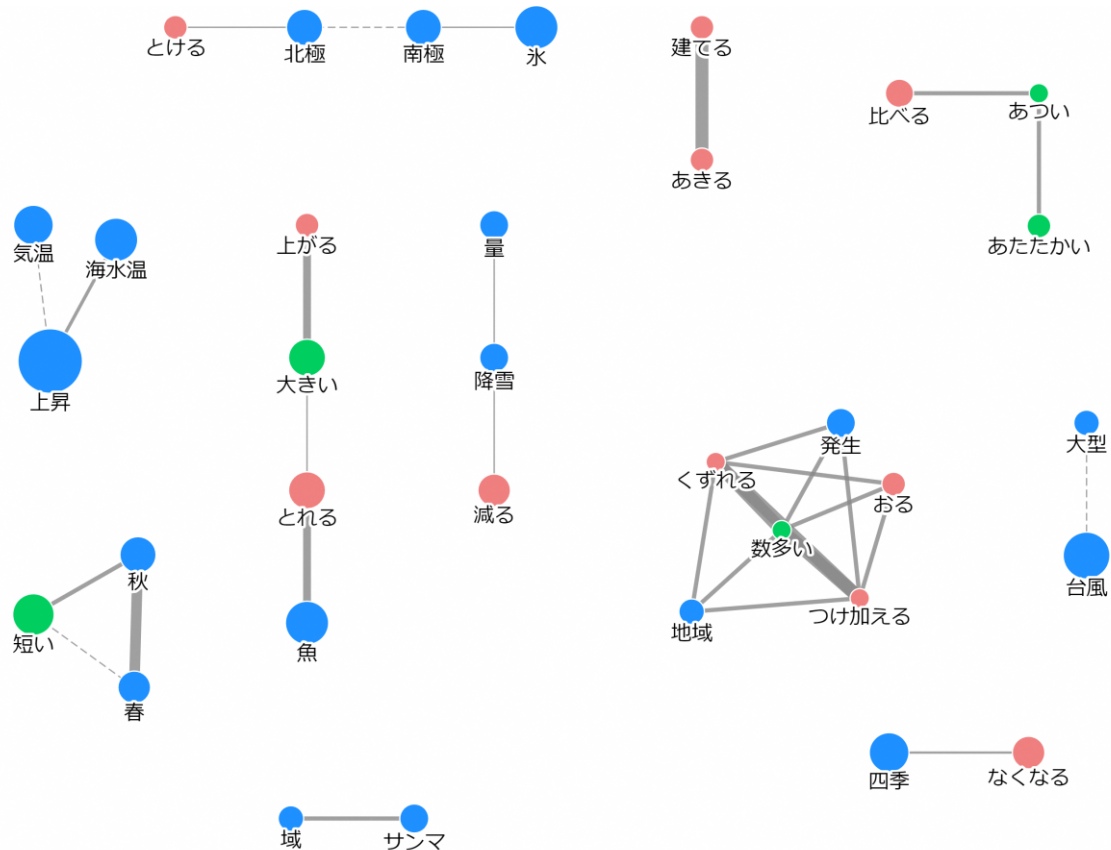 とける
北極
南極
氷
建てる
あきる
比べる
あつい
あたたかい
気温
海水温
上昇
上がる
大きい
とれる
魚
量
降雪
減る
発生
くずれる
おる
数多い
つけ加える
地域
大型
台風
秋
短い
春
四季
なくなる
域
サンマ